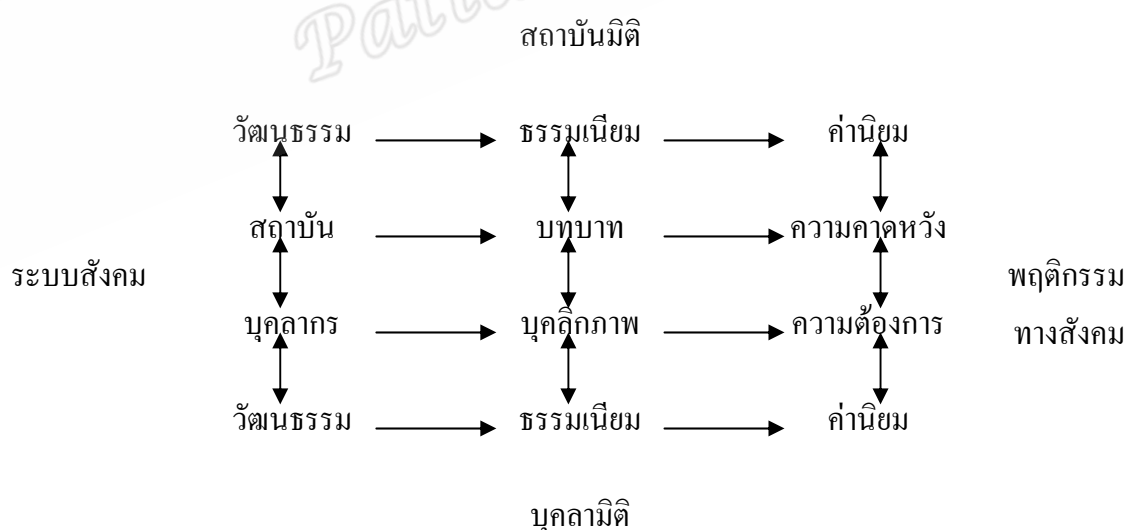 สถาบันมิติ
วัฒนธรรม ธรรมเนียม ค่านิยม
สถาบัน บทบาท ความคาดหวัง
ระบบสังคม พฤติกรรม
บุคลากร บุคลิกภาพ ความต้องการ
ทางสังคม
วัฒนธรรม ธรรมเนียม ค่านิยม
บุคลามิติ